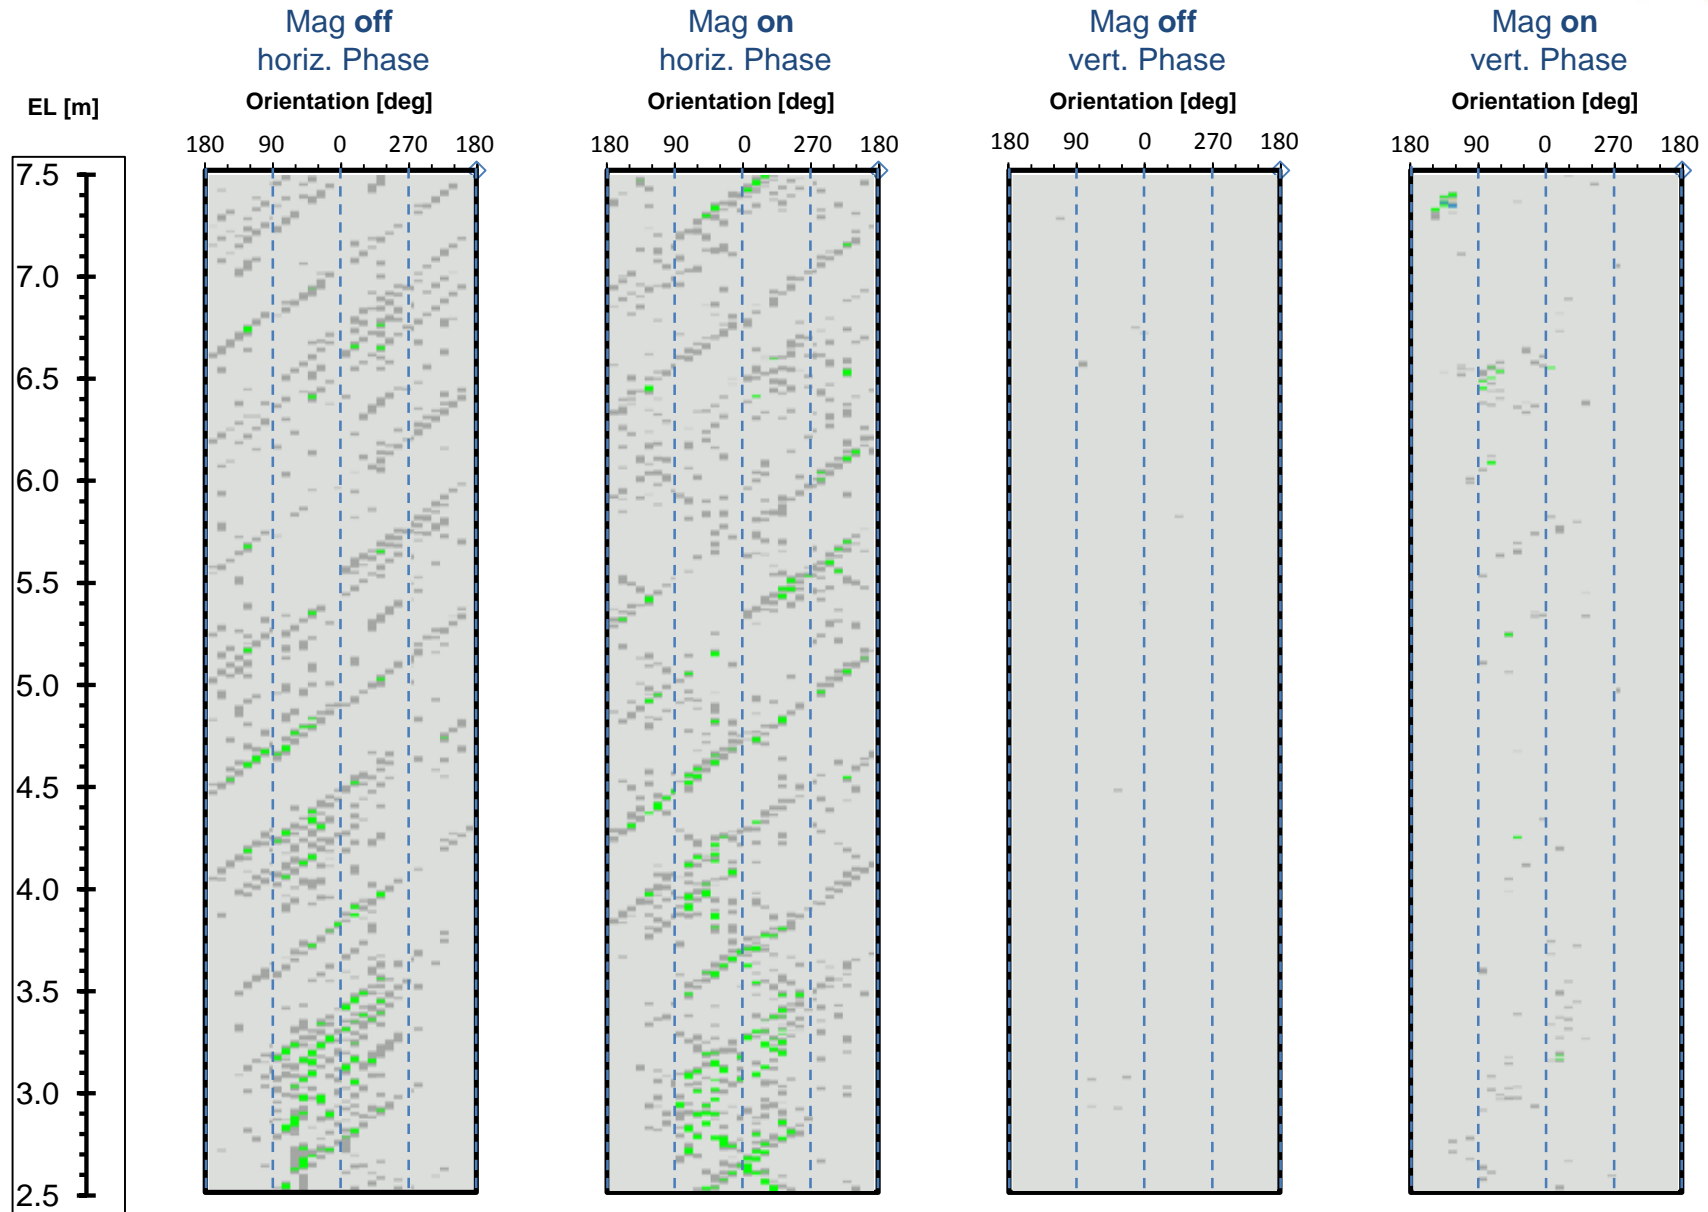 Mag off
horiz. Phase
Mag on
horiz. Phase
Mag off
vert. Phase
Mag on
vert. Phase
EL [m]
Orientation [deg]
Orientation [deg]
Orientation [deg]
Orientation [deg]
180 90 0 270 180
180 90 0 270 180
180 90 0 270 180
180 90 0 270 180
7.5
7.0
6.5
6.0
5.5
5.0
4.5
4.0
3.5
3.0
2.5